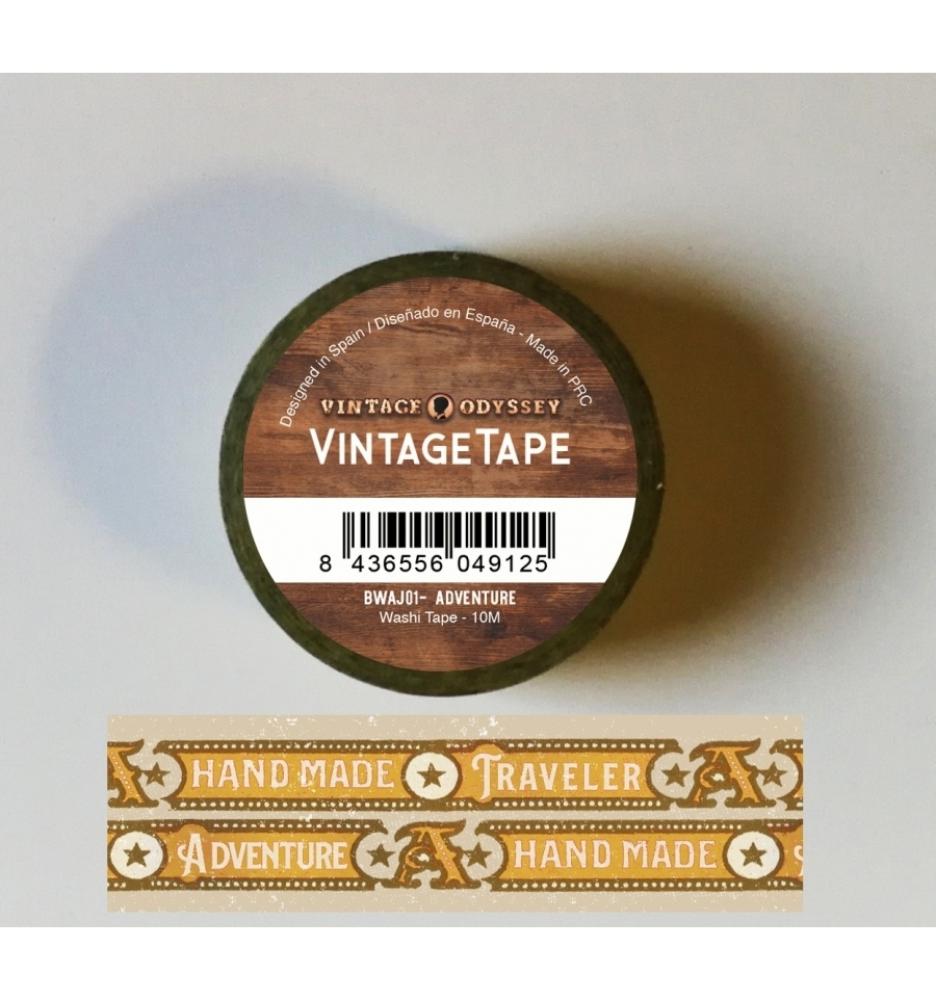 Designed in Spain / Diseñado en España - Made in PRC
VINTAGE ODYSSEY
VINTAGETAPE
8 436556 049125
BWAJ01- ADVENTURE
Washi Tape - 10M
A HAND MADE TRAVELER A
ADVENTURE A HAND MADE